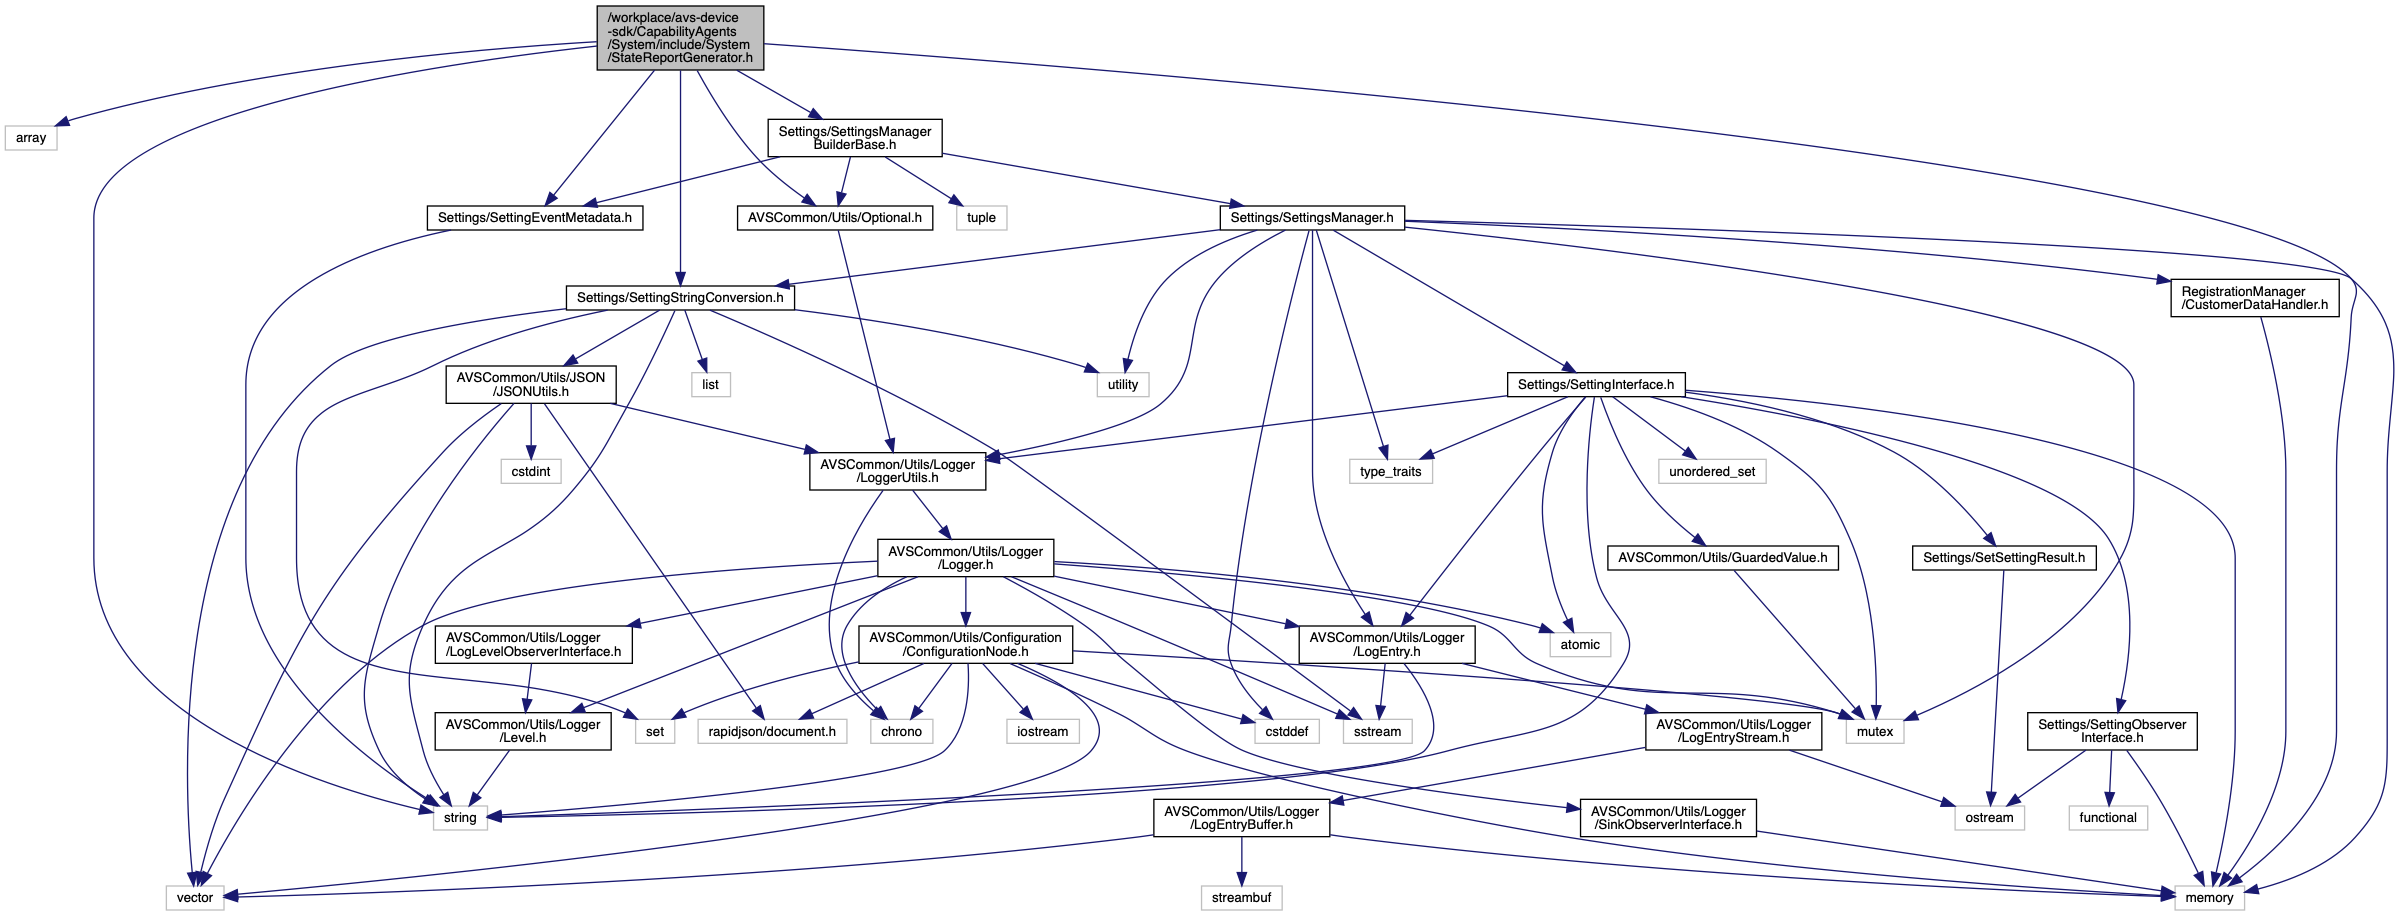 /workplace/avs-device
-sdk/CapabilityAgents
/System/include/System
/StateReportGenerator.h
array
Settings/SettingsManager
BuilderBase.h
Settings/SettingEventMetadata.h
AVSCommon/Utils/Optional.h
tuple
Settings/SettingsManager.h
Settings/SettingStringConversion.h
RegistrationManager
/CustomerDataHandler.h
AVSCommon/Utils/JSON
/JSONUtils.h
list
utility
Settings/SettingInterface.h
cstdint
AVSCommon/Utils/Logger
/LoggerUtils.h
type_traits
unordered_set
AVSCommon/Utils/Logger
/Logger.h
AVSCommon/Utils/GuardedValue.h
Settings/SetSettingResult.h
AVSCommon/Utils/Logger
/LogLevelObserverInterface.h
AVSCommon/Utils/Configuration
/ConfigurationNode.h
AVSCommon/Utils/Logger
/LogEntry.h
atomic
AVSCommon/Utils/Logger
/Level.h
set
rapidjson/document.h
chrono
iostream
cstddef
sstream
AVSCommon/Utils/Logger
/LogEntryStream.h
mutex
Settings/SettingObserver
Interface.h
string
AVSCommon/Utils/Logger
/LogEntryBuffer.h
AVSCommon/Utils/Logger
/SinkObserverInterface.h
ostream
functional
vector
streambuf
memory